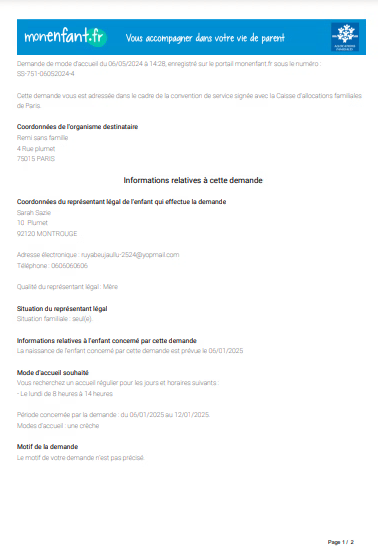 monenfant.fr
Vous accompagner dans votre vie de parent
ALLOCATIONS
FAMILIALES
Demande de mode d'accueil du 06/05/2024 à 14:28, enregistré sur le portail monenfant.fr sous le numéro :
SS-751-06052024-4
Cette demande vous est adressée dans le cadre de la convention de service signée avec la Caisse d'allocations familiales
de Paris.
Coordonnées de l'organisme destinataire
Remi sans famille
4 Rue plumet
75015 PARIS
Informations relatives à cette demande
Coordonnées du représentant légal de l'enfant qui effectue la demande
Sarah Sazie
10 Plumet
92120 MONTROUGE
Adresse électronique : ruyabeujaullu-2524@yopmail.com
Téléphone : 0606060606
Qualité du représentant légal : Mère
Situation du représentant légal
Situation familiale : seul(e).
Informations relatives à l'enfant concerné par cette demande
La naissance de l'enfant concerné par cette demande est prévue le 05/01/2025
Mode d'accueil souhaité
Vous recherchez un accueil régulier pour les jours et horaires suivants :
- Le lundi de 8 heures à 14 heures
Période concernée par la demande : du 06/01/2025 au 12/01/2025.
Modes d'accueil : une crèche
Motif de la demande
Le motif de votre demande n'est pas précisé
Page 1 / 2